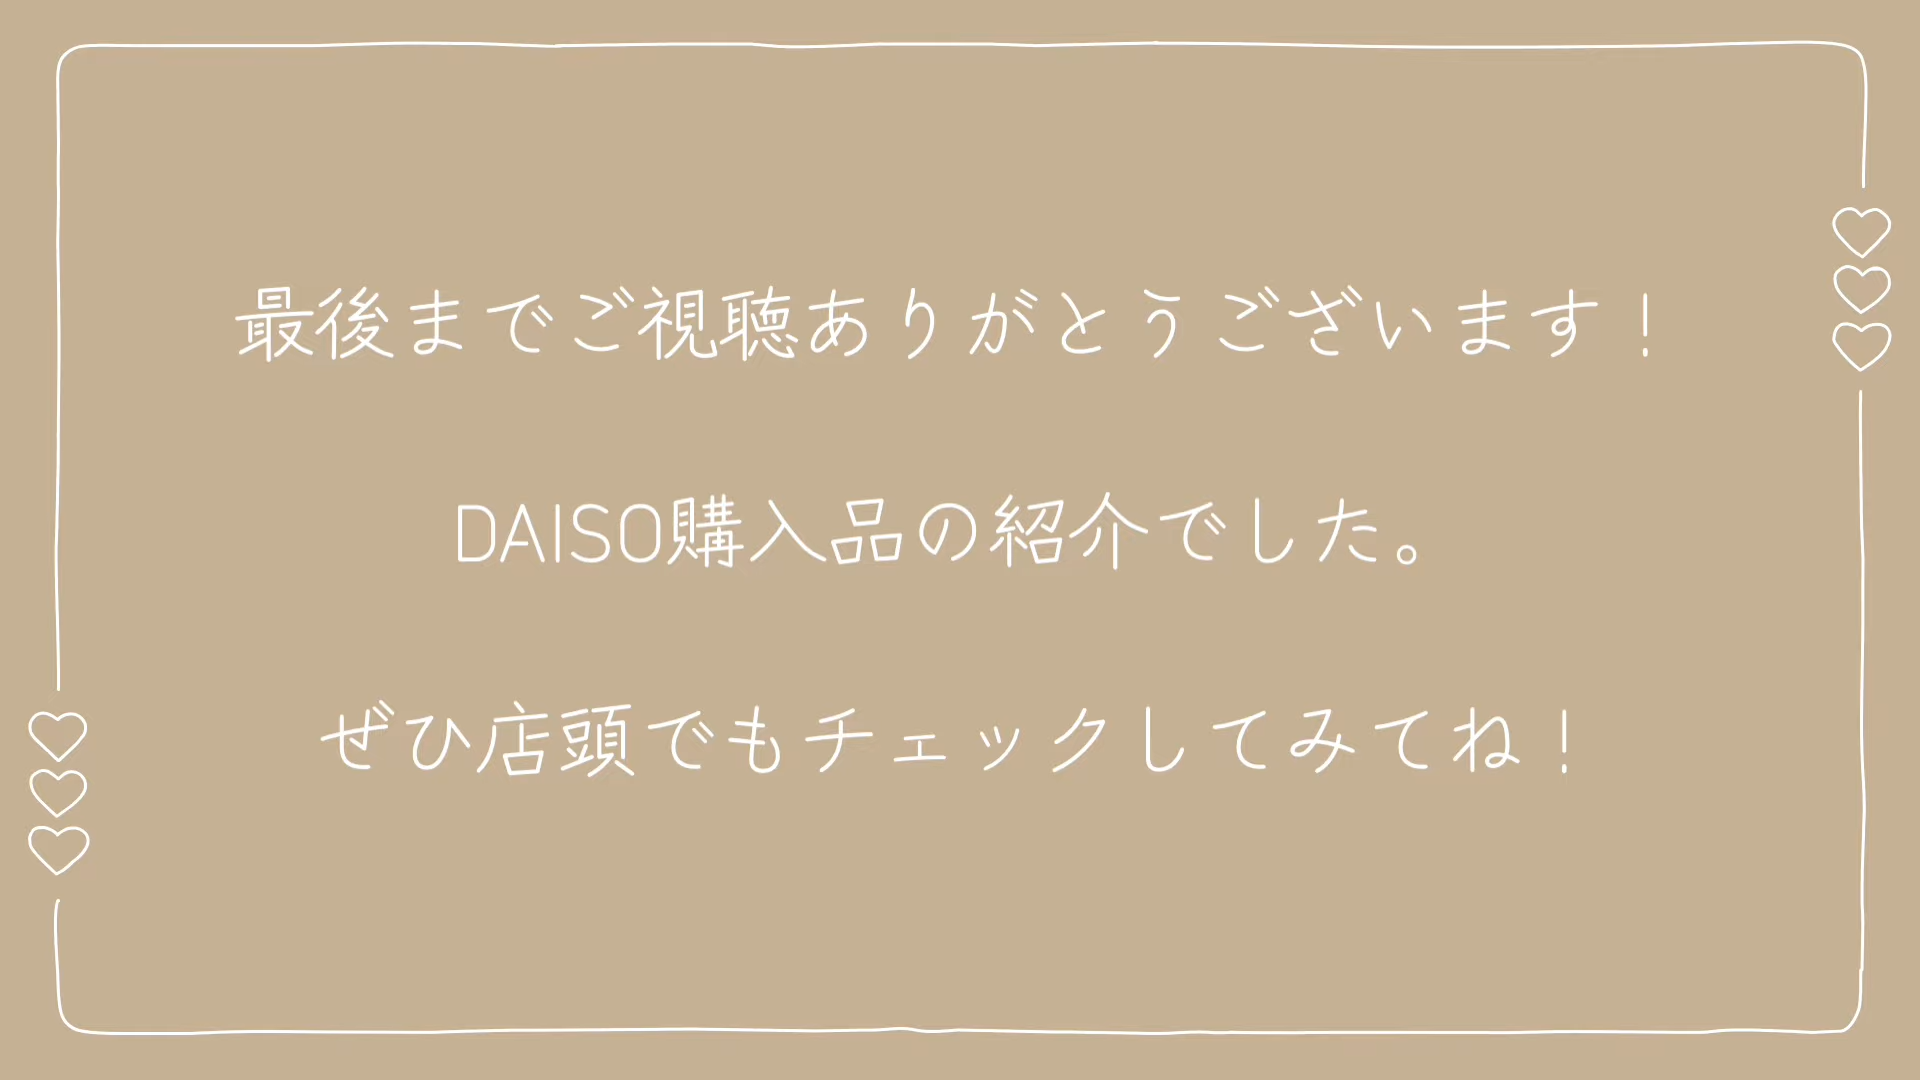 最後までご視聴ありがとうございます！
DAISO購入品の紹介でした。
ぜひ店頭でもチェックしてみてね！